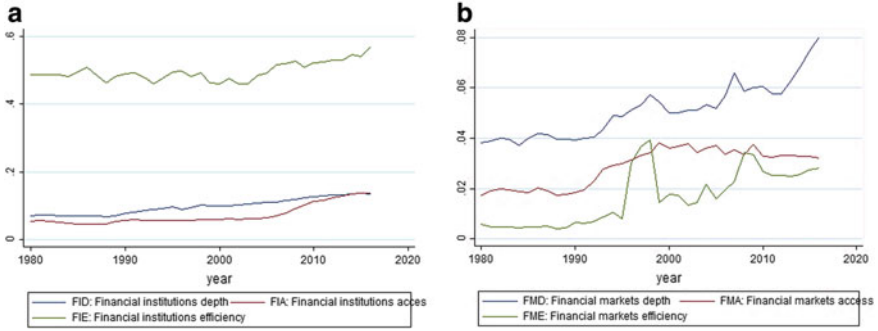 a
.6
.4
.2
0
1980 1990 2000 2010 2020
year
FID: Financial institutions depth FIA: Financial institutions acces
FIE: Financial institutions efficiency
b
.08
.06
.04
.02
0
1980 1990 2000 2010 2020
year
FMD: Financial markets depth FMA: Financial markets access
FME: Financial markets efficiency